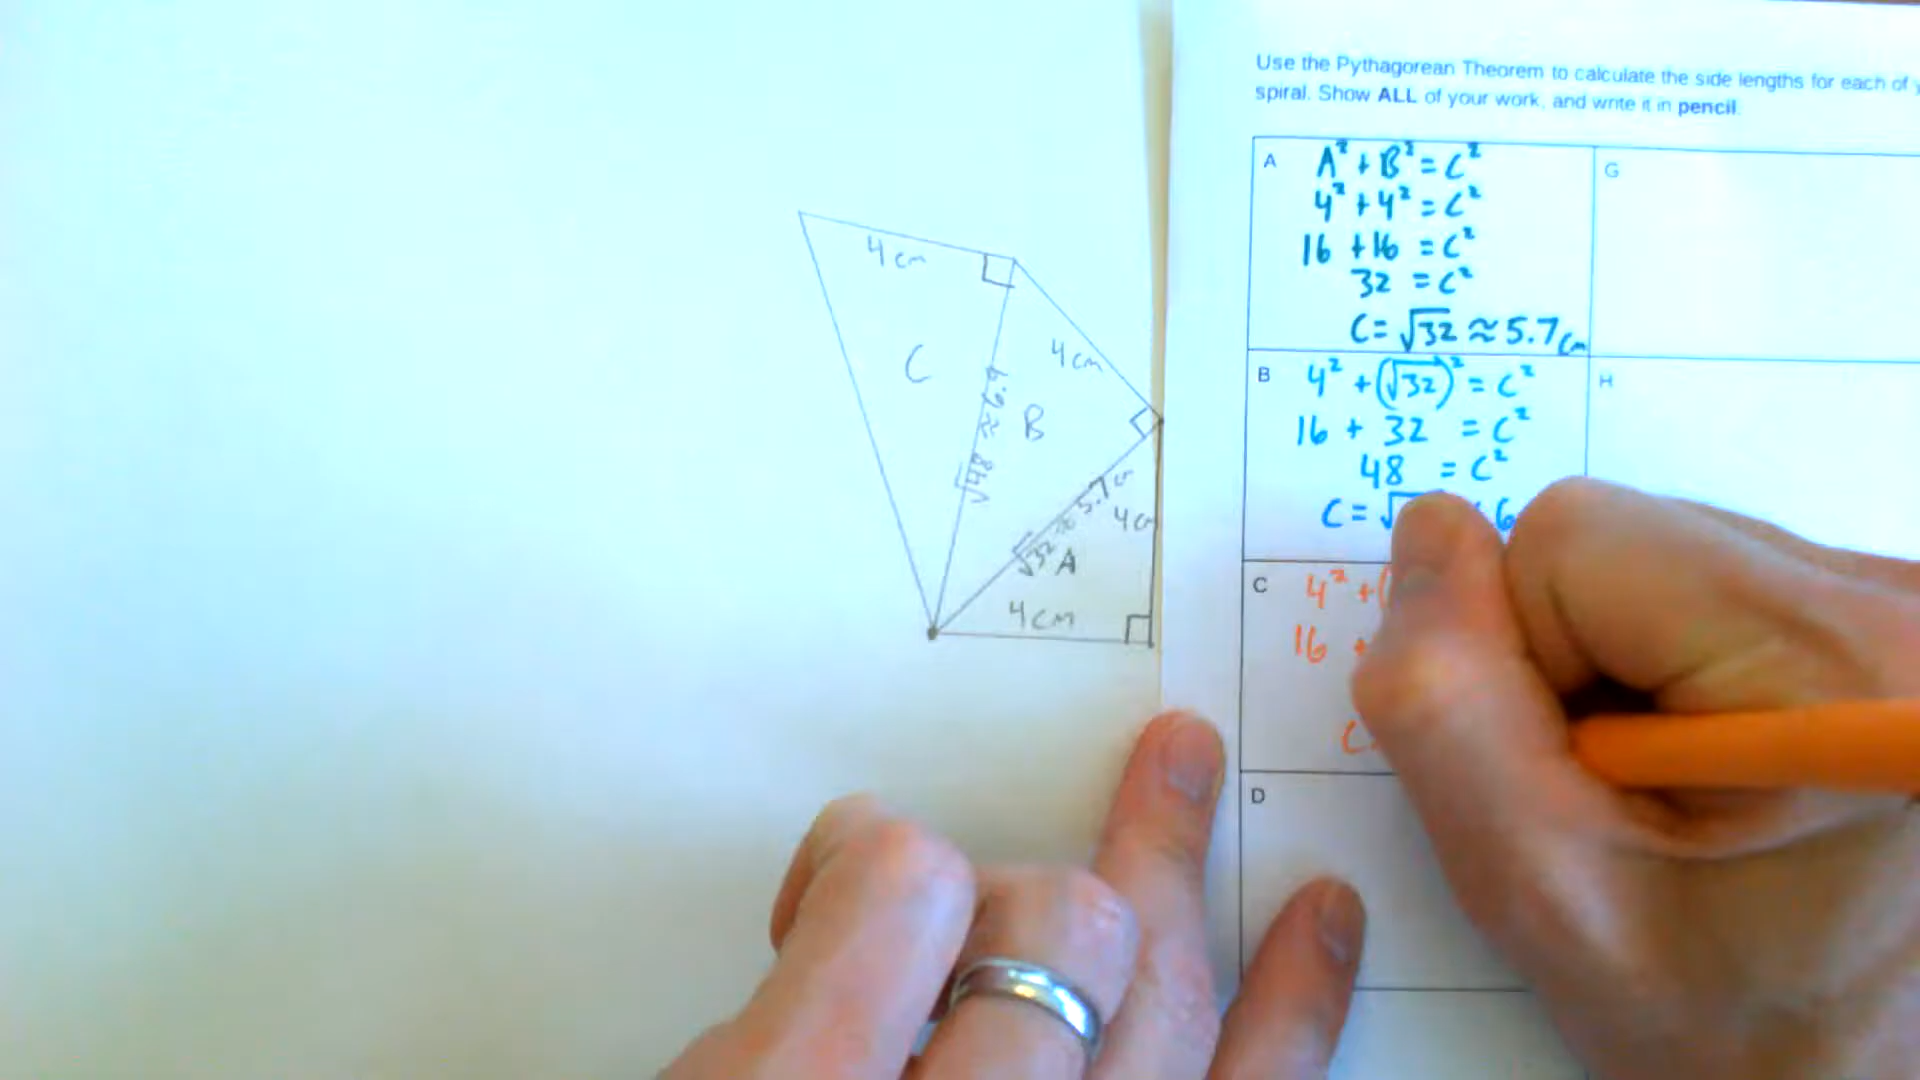 Use the Pythagorean Theorem to calculate the side lengths for each of
spiral. Show ALL of your work, and write it in pencil.
A
A² + B² = C²
4² + 4² = C²
16 + 16 = C²
32 = C²
C = √32 ≈ 5.7cm
G
B
4² + (√32)² = C²
16 + 32 = C²
48 = C²
C = √
6
H
C
4² + (
16 +
C
D
4cm
C
4cm
√48 ≈ 6.9
B
√32 ≈ 5.7cm
4cm
A
4cm